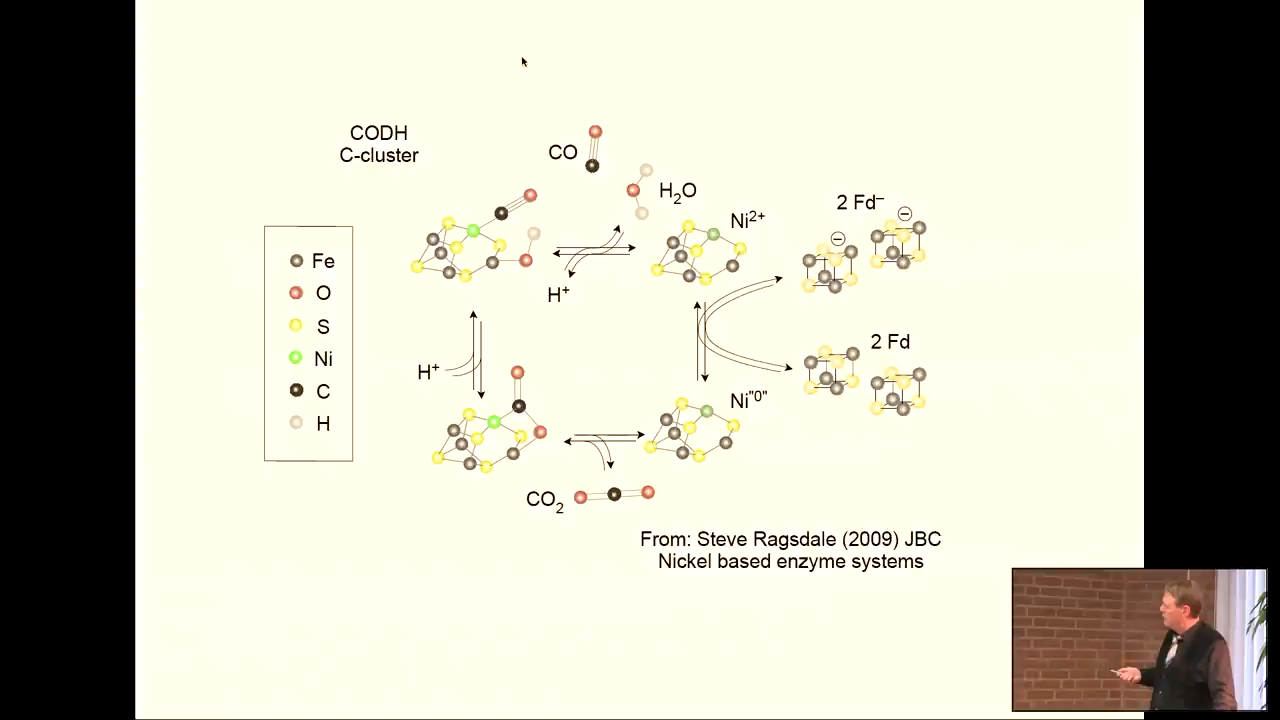 CODH
C-cluster
CO
H2O
Ni2+
2 Fd–
Fe
O
S
Ni
C
H
H+
H+
2 Fd
Ni"0"
CO2
From: Steve Ragsdale (2009) JBC
Nickel based enzyme systems